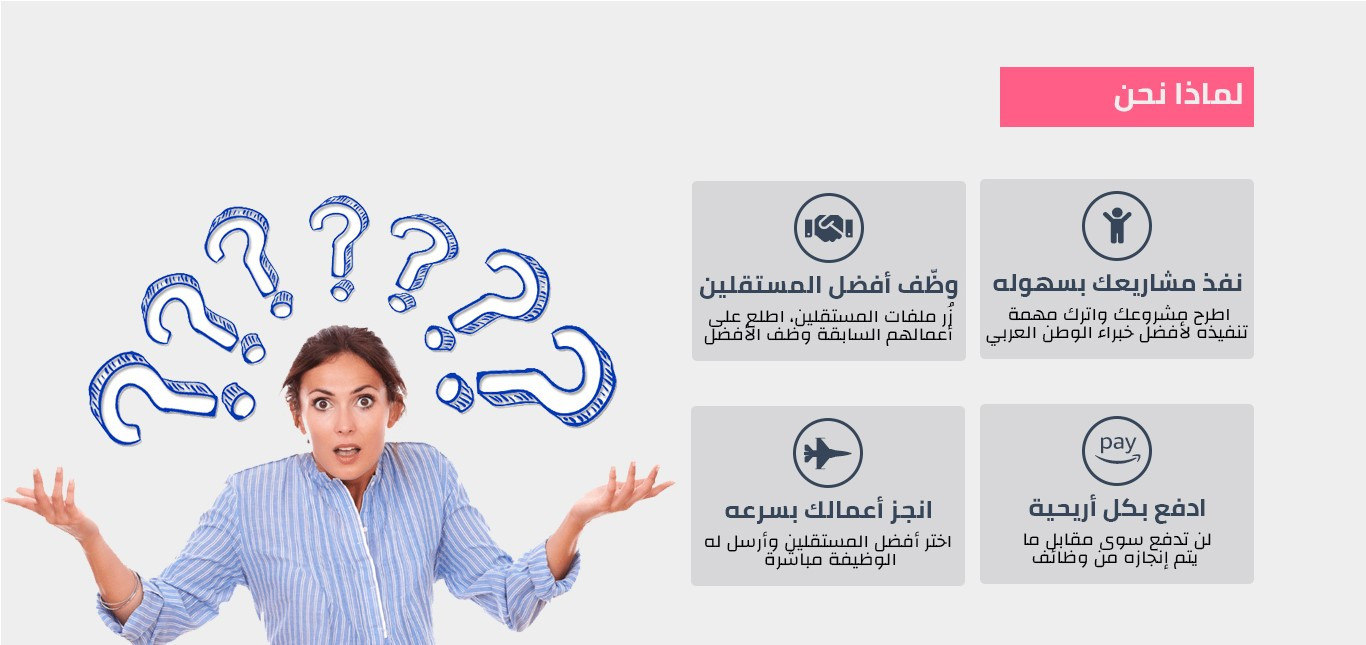 لماذا نحن
نفذ مشاريعك بسهوله
اطرح مشروعك واترك مهمة
تنفيذه لأفضل خبراء الوطن العربي
وظّف أفضل المستقلين
زُر ملفات المستقلين، اطلع على
أعمالهم السابقة وظف الأفضل
pay
ادفع بكل أريحية
لن تدفع سوى مقابل ما
يتم إنجازه من وظائف
انجز أعمالك بسرعه
اختر أفضل المستقلين وأرسل له
الوظيفة مباشرة